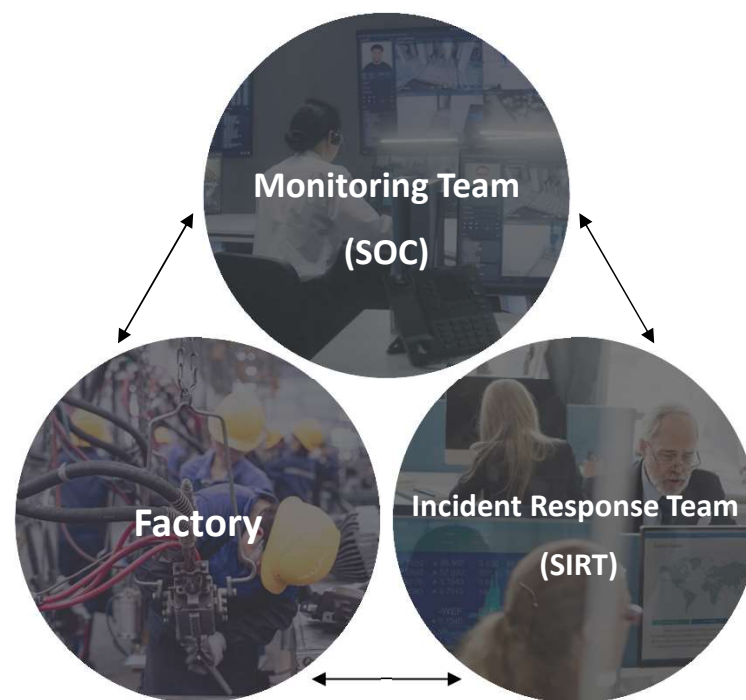 Monitoring Team
(SOC)
Factory
Incident Response Team
(SIRT)